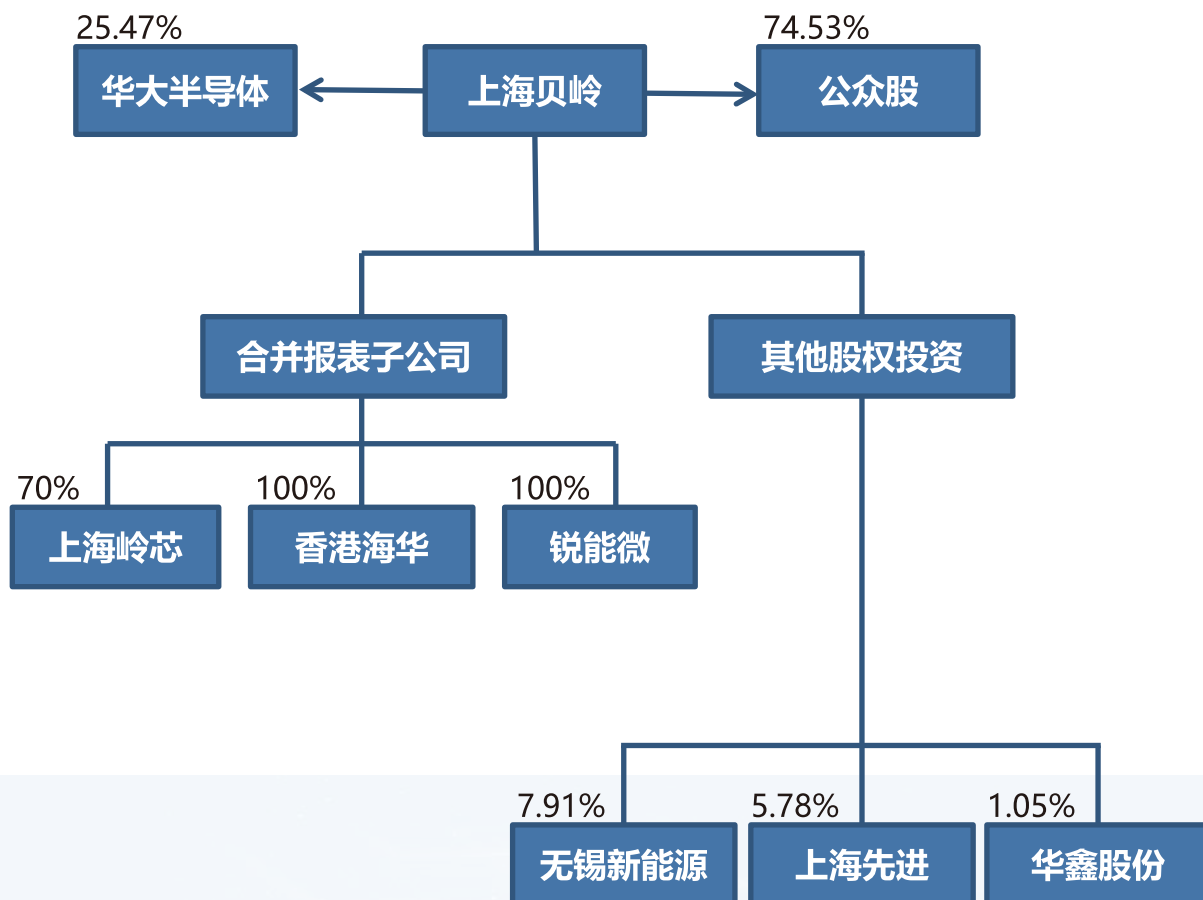 25.47%
74.53%
华大半导体
上海贝岭
公众股
合并报表子公司
其他股权投资
70%
100%
100%
上海岭芯
香港海华
锐能微
7.91%
5.78%
1.05%
无锡新能源
上海先进
华鑫股份